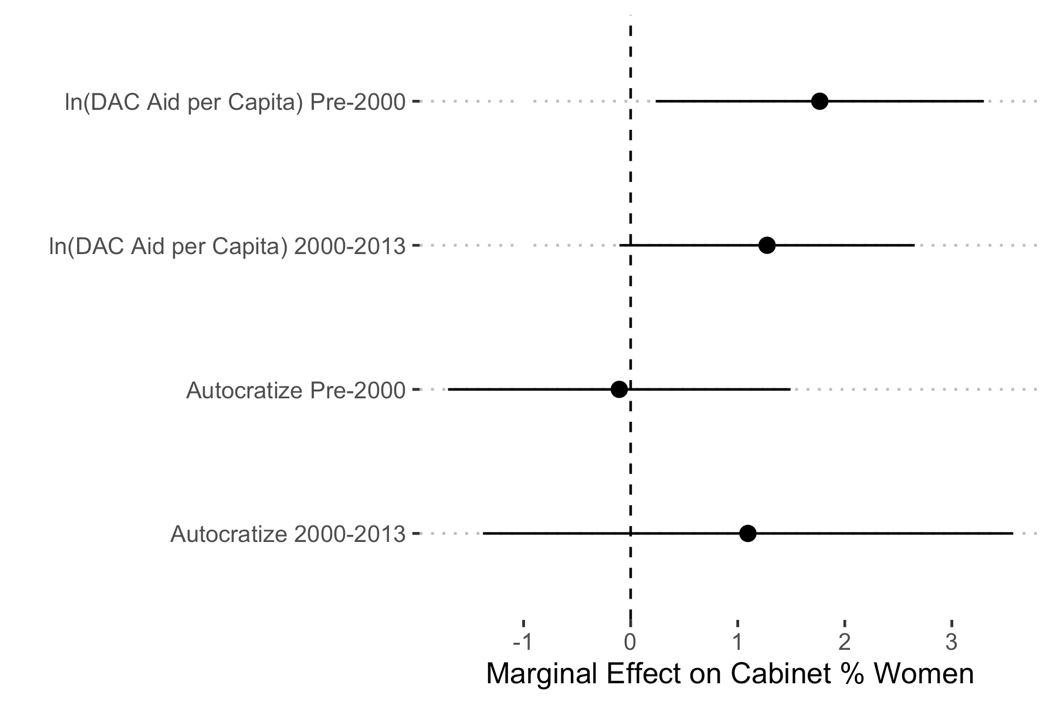 ln(DAC Aid per Capita) Pre-2000
ln(DAC Aid per Capita) 2000-2013
Autocratize Pre-2000
Autocratize 2000-2013
-1 0 1 2 3
Marginal Effect on Cabinet % Women